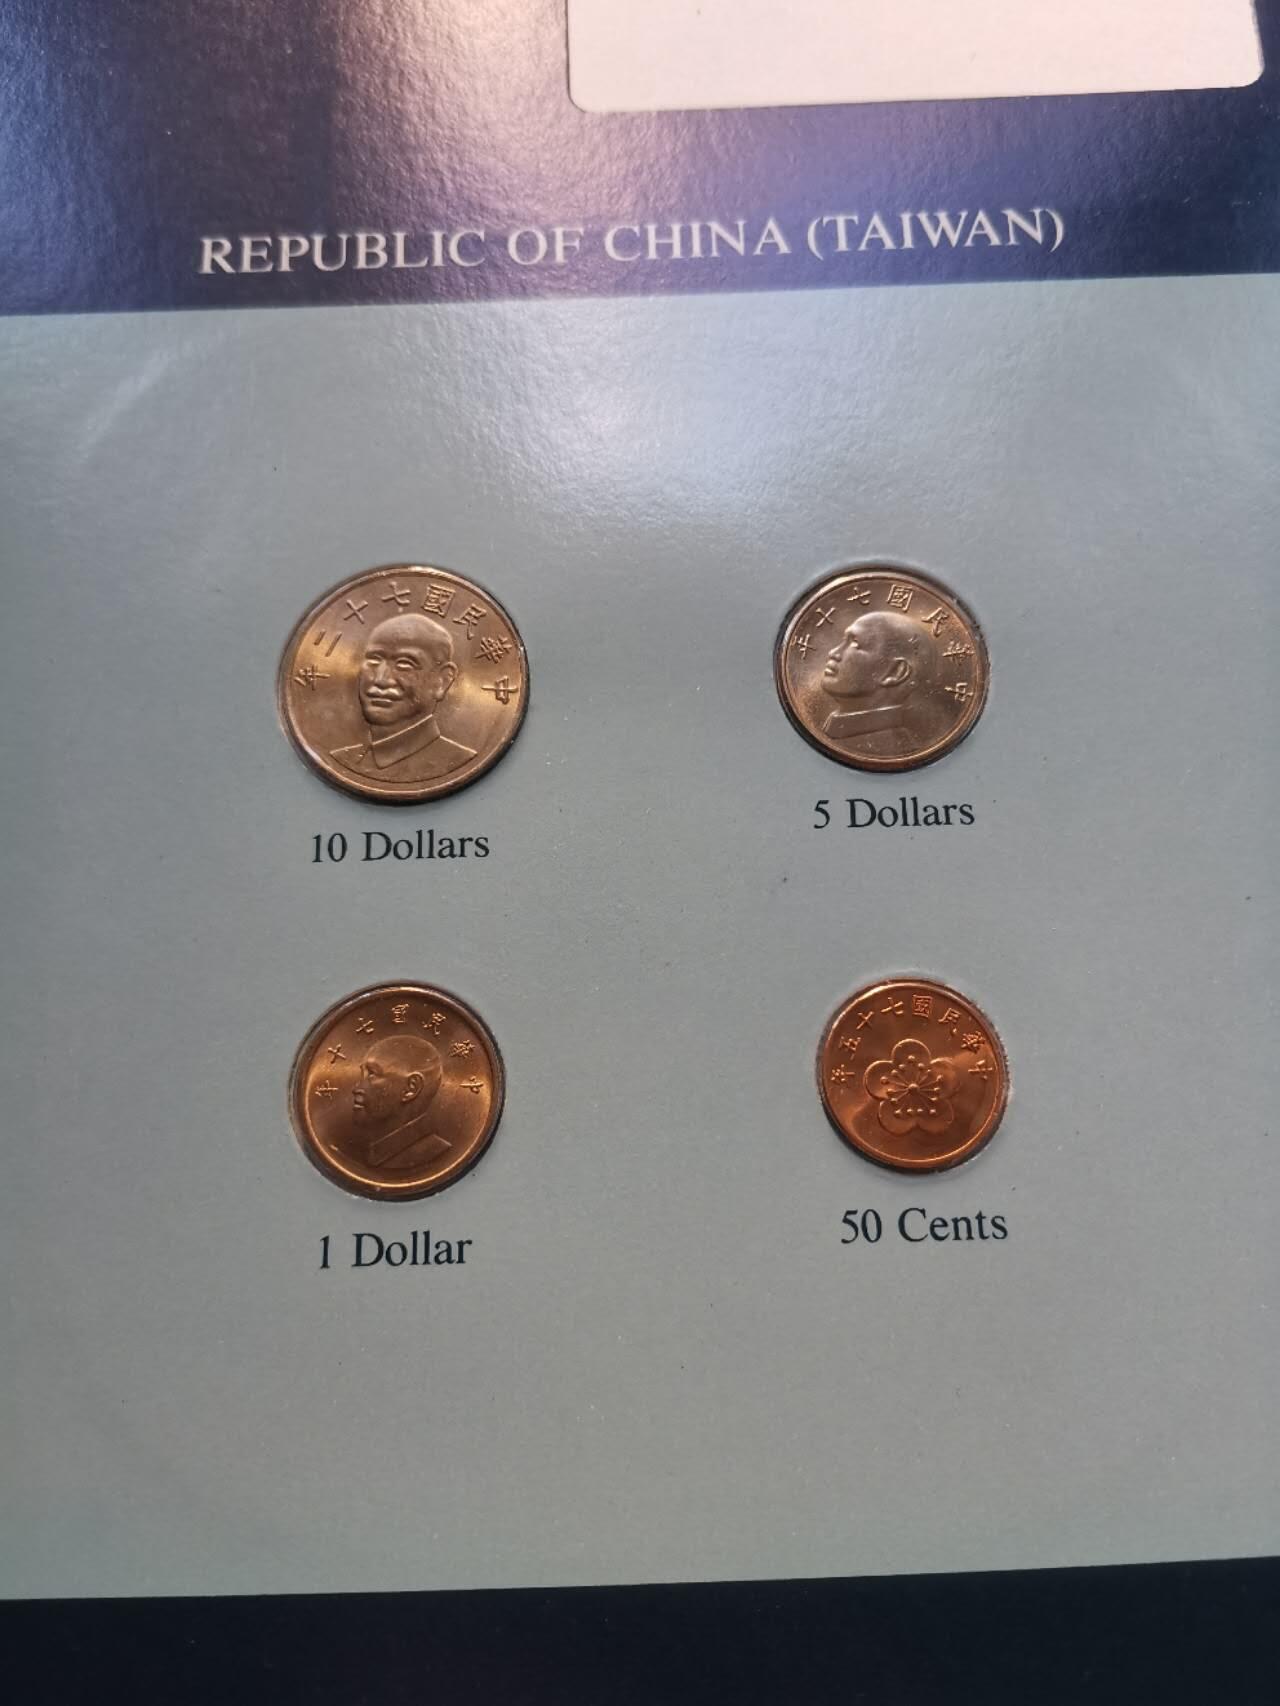 REPUBLIC OF CHINA (TAIWAN)
年二十七國民華中
年十七國民華中
10 Dollars
5 Dollars
年十七國民華中
年五十七國民華中
1 Dollar
50 Cents